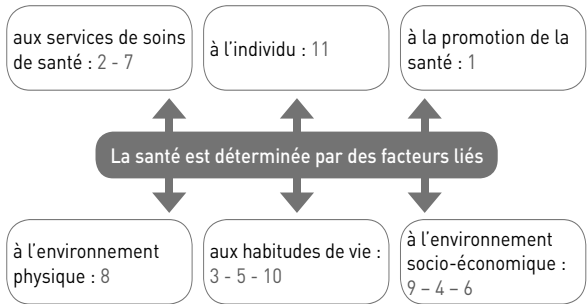 aux services de soins
de santé : 2 - 7
à l'individu : 11
à la promotion de la
santé : 1
La santé est déterminée par des facteurs liés
à l'environnement
physique : 8
aux habitudes de vie :
3 - 5 - 10
à l'environnement
socio-économique :
9 – 4 – 6